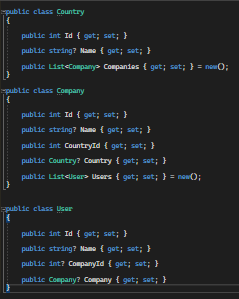 public class Country
{
public int Id { get; set; }
public string? Name { get; set; }
public List<Company> Companies { get; set; } = new();
}
public class Company
{
public int Id { get; set; }
public string? Name { get; set; }
public int CountryId { get; set; }
public Country? Country { get; set; }
public List<User> Users { get; set; } = new();
}
public class User
{
public int Id { get; set; }
public string? Name { get; set; }
public int? CompanyId { get; set; }
public Company? Company { get; set; }
}